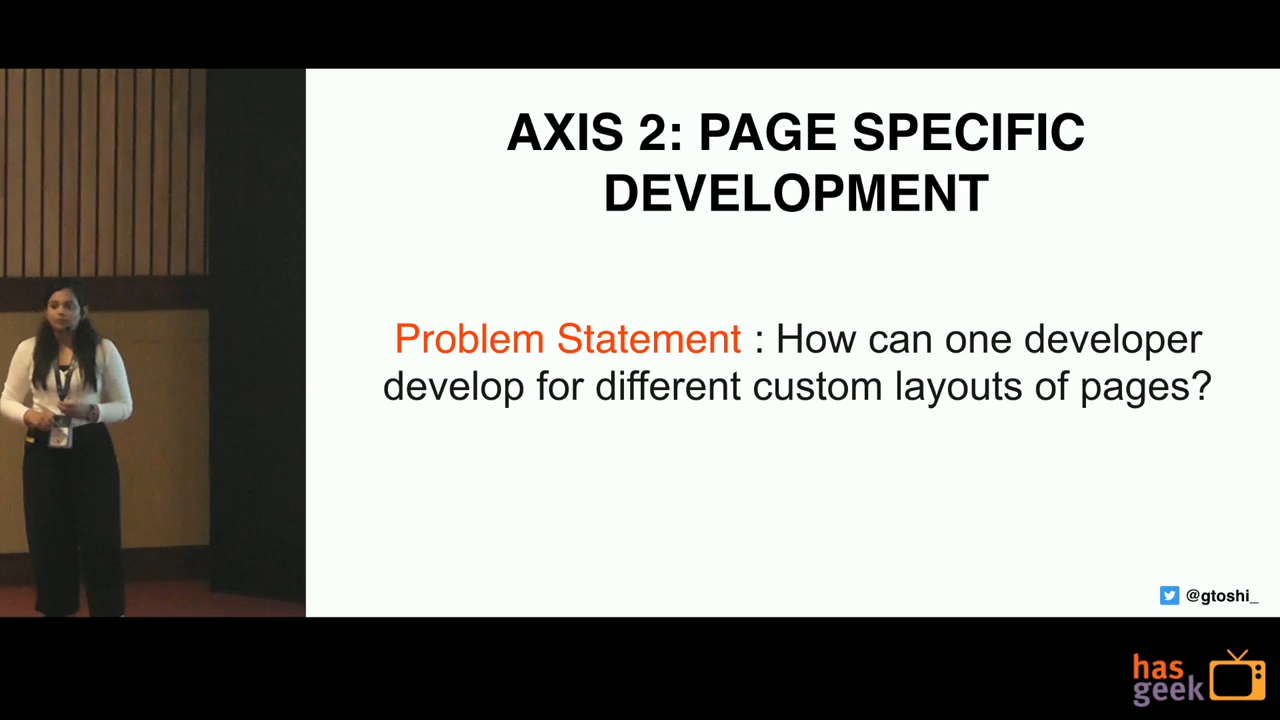 AXIS 2: PAGE SPECIFIC
DEVELOPMENT
Problem Statement : How can one developer
develop for different custom layouts of pages?
@gtoshi_
has
geek